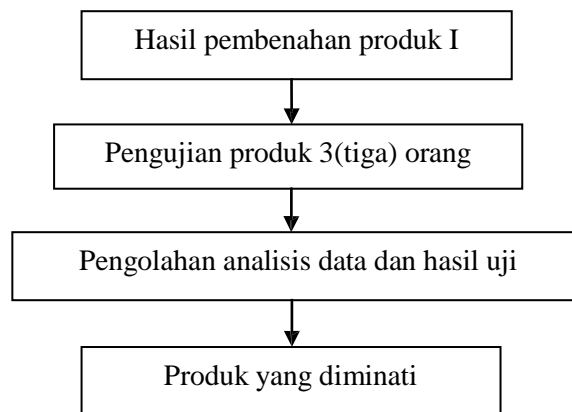 Hasil pembenahan produk I
Pengujian produk 3(tiga) orang
Pengolahan analisis data dan hasil uji
Produk yang diminati